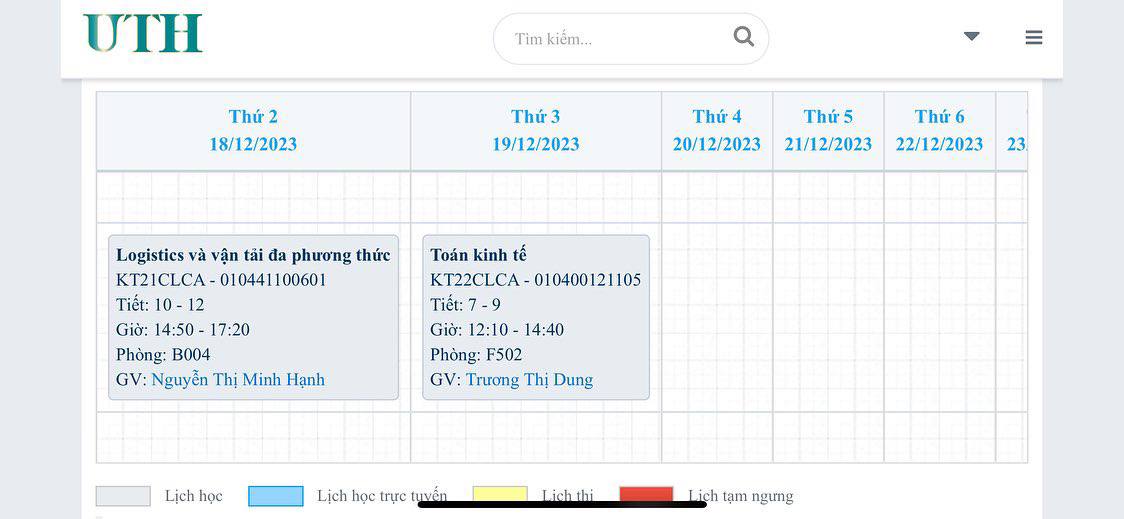 UTH
Tìm kiếm...
Thứ 2
18/12/2023
Thứ 3
19/12/2023
Thứ 4
20/12/2023
Thứ 5
21/12/2023
Thứ 6
22/12/2023
23
Logistics và vận tải đa phương thức
KT21CLCA - 010441100601
Tiết: 10 - 12
Giờ: 14:50 - 17:20
Phòng: B004
GV: Nguyễn Thị Minh Hạnh
Toán kinh tế
KT22CLCA - 010400121105
Tiết: 7 - 9
Giờ: 12:10 - 14:40
Phòng: F502
GV: Trương Thị Dung
Lịch học
Lịch học trực tuyến
Lịch thi
Lịch tạm ngưng